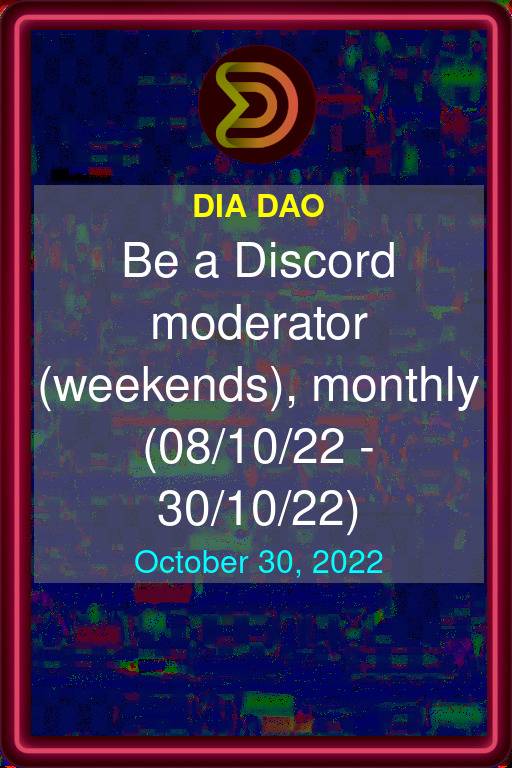 DIA DAO
Be a Discord
moderator
(weekends), monthly
(08/10/22 -
30/10/22)
October 30, 2022